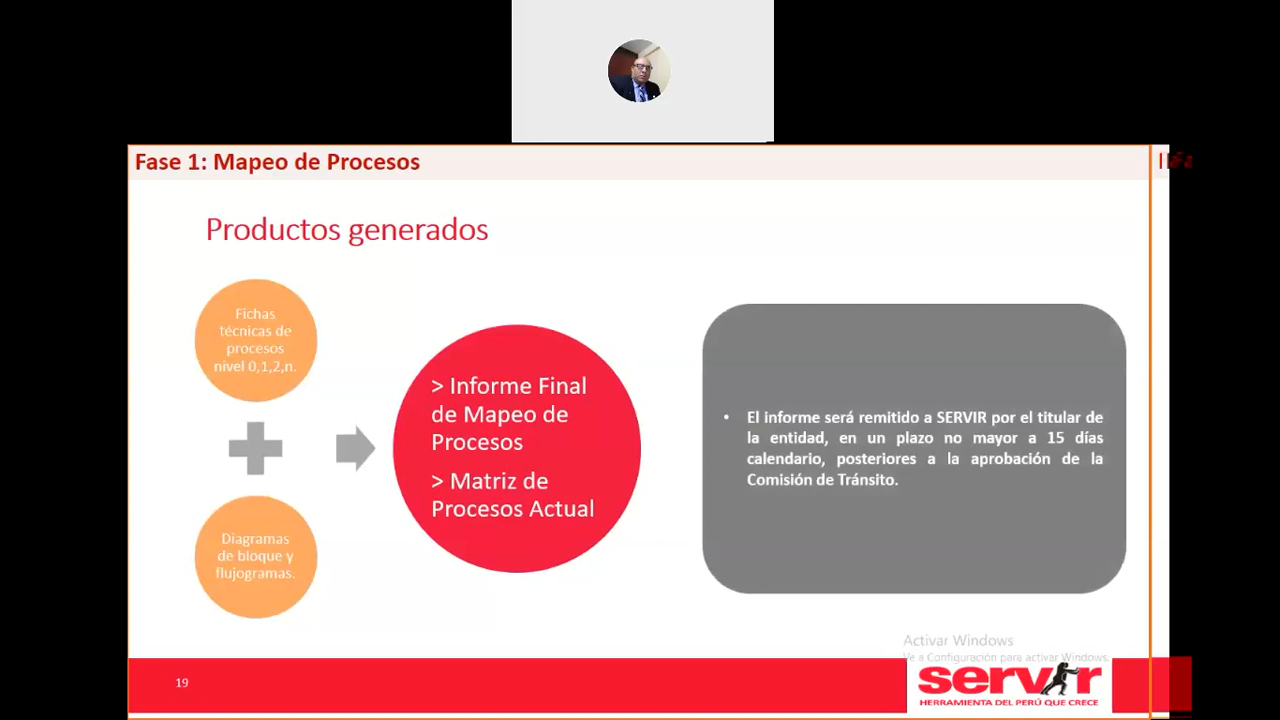 Fase 1: Mapeo de Procesos
Productos generados
Fichas
técnicas de
procesos
nivel 0,1,2,n.
Diagramas
de bloque y
flujogramas.
> Informe Final
de Mapeo de
Procesos
> Matriz de
Procesos Actual
• El informe será remitido a SERVIR por el titular de
la entidad, en un plazo no mayor a 15 días
calendario, posteriores a la aprobación de la
Comisión de Tránsito.
Activar Windows
Ve a Configuración para activar Windows.
19
servir
HERRAMIENTA DEL PERÚ QUE CRECE